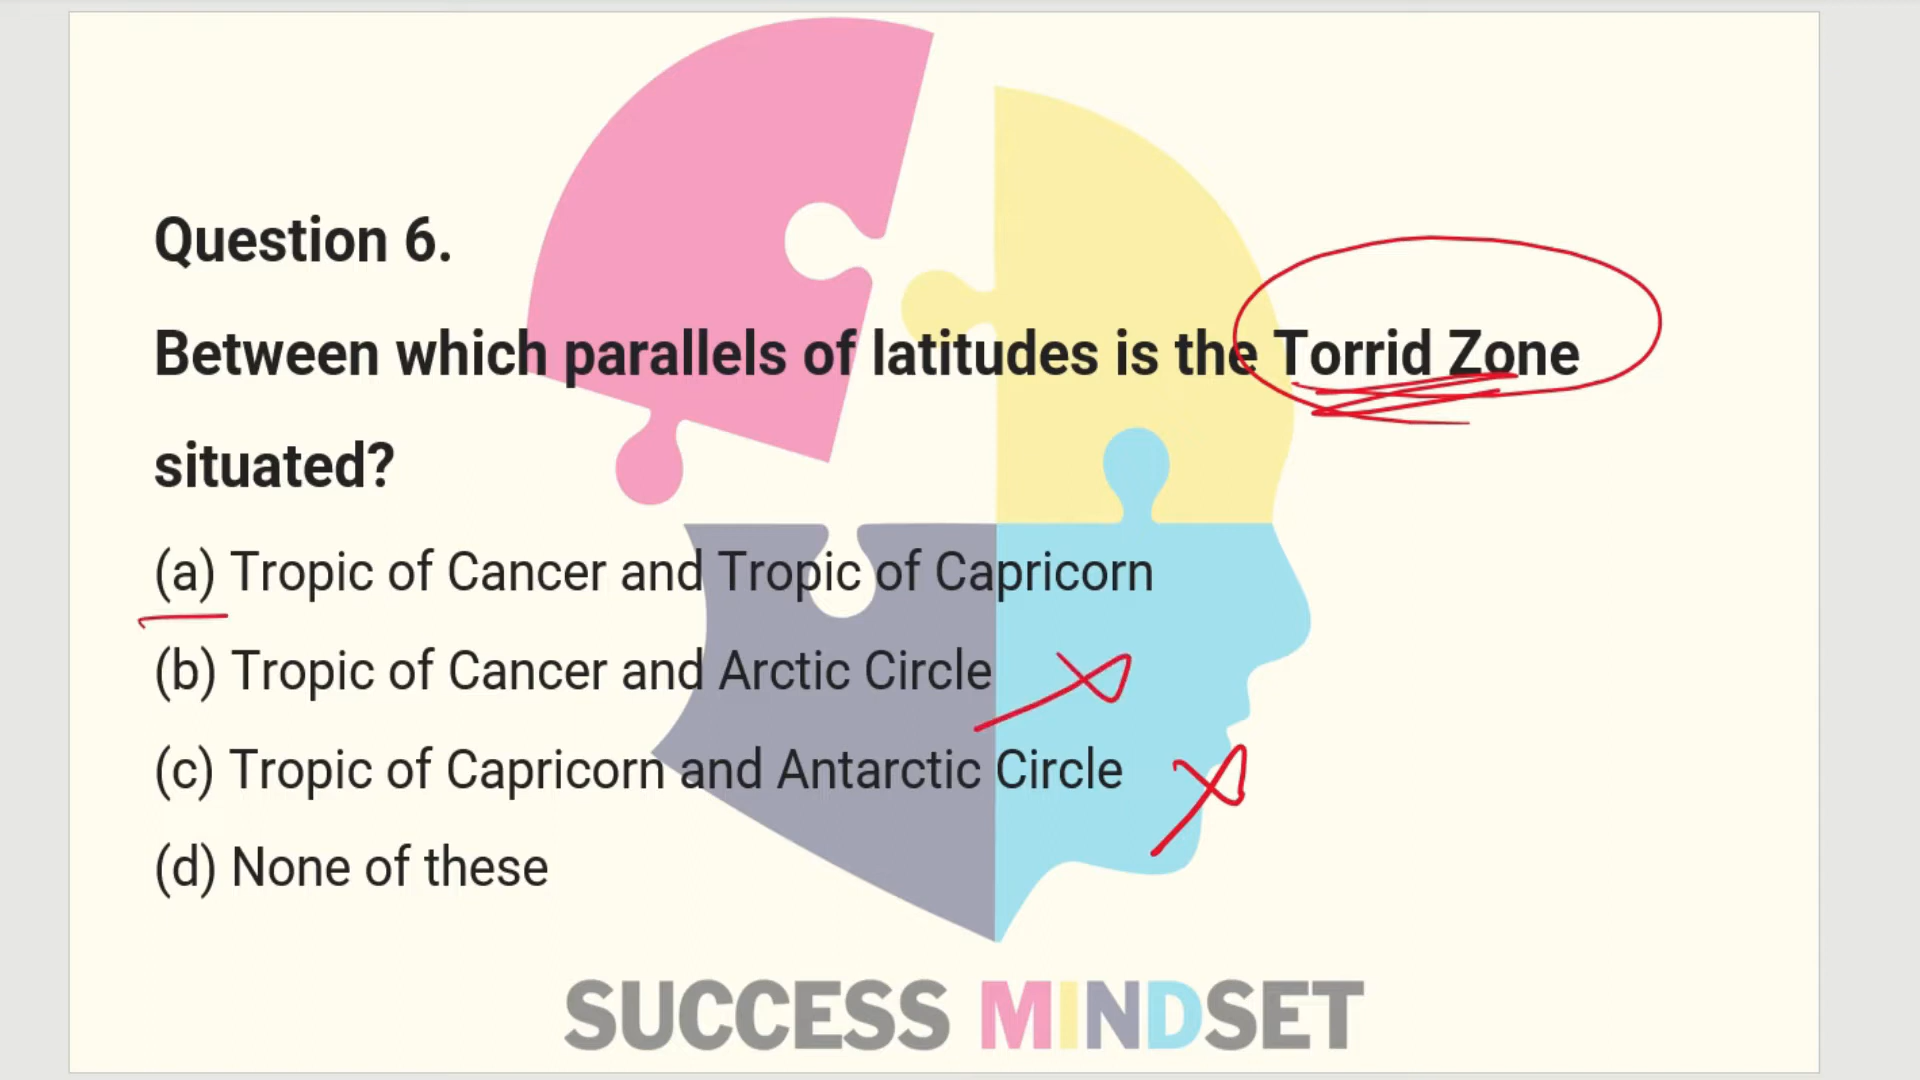 Question 6.
Between which parallels of latitudes is the Torrid Zone
situated?
(a) Tropic of Cancer and Tropic of Capricorn
(b) Tropic of Cancer and Arctic Circle
(c) Tropic of Capricorn and Antarctic Circle
(d) None of these
SUCCESS MINDSET